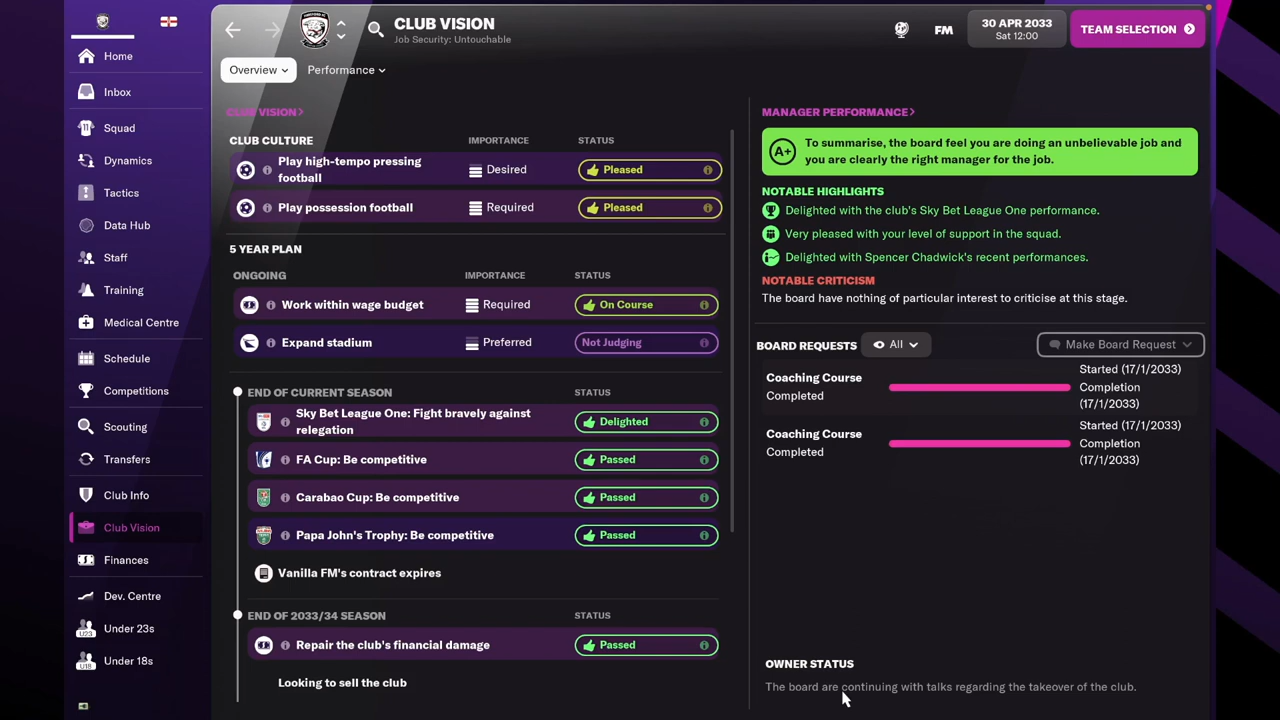 CLUB VISION
Job Security: Untouchable
FM
30 APR 2033
Sat 12:00
TEAM SELECTION
Home
Inbox
Squad
Dynamics
Tactics
Data Hub
Staff
Training
Medical Centre
Schedule
Competitions
Scouting
Transfers
Club Info
Club Vision
Finances
Dev. Centre
U23
Under 23s
U18
Under 18s
Overview
Performance
CLUB VISION
CLUB CULTURE
IMPORTANCE
STATUS
Play high-tempo pressing
football
Desired
Pleased
Play possession football
Required
Pleased
5 YEAR PLAN
ONGOING
IMPORTANCE
STATUS
Work within wage budget
Required
On Course
Expand stadium
Preferred
Not Judging
END OF CURRENT SEASON
STATUS
Sky Bet League One: Fight bravely against
relegation
Delighted
FA Cup: Be competitive
Passed
Carabao Cup: Be competitive
Passed
Papa John's Trophy: Be competitive
Passed
Vanilla FM's contract expires
END OF 2033/34 SEASON
STATUS
Repair the club's financial damage
Passed
Looking to sell the club
MANAGER PERFORMANCE
A+
To summarise, the board feel you are doing an unbelievable job and
you are clearly the right manager for the job.
NOTABLE HIGHLIGHTS
Delighted with the club's Sky Bet League One performance.
Very pleased with your level of support in the squad.
Delighted with Spencer Chadwick's recent performances.
NOTABLE CRITICISM
The board have nothing of particular interest to criticise at this stage.
BOARD REQUESTS
All
Make Board Request
Coaching Course
Completed
Started (17/1/2033)
Completion
(17/1/2033)
Coaching Course
Completed
Started (17/1/2033)
Completion
(17/1/2033)
OWNER STATUS
The board are continuing with talks regarding the takeover of the club.